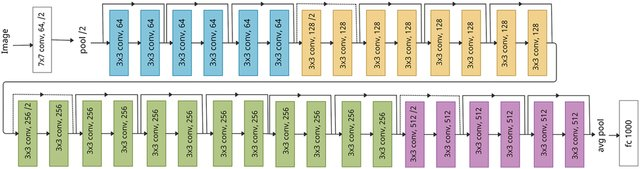 Image
7x7 conv, 64, /2
pool /2
3x3 conv, 64
3x3 conv, 64
3x3 conv, 64
3x3 conv, 64
3x3 conv, 64
3x3 conv, 64
3x3 conv, 128 /2
3x3 conv, 128
3x3 conv, 128
3x3 conv, 128
3x3 conv, 128
3x3 conv, 128
3x3 conv, 128
3x3 conv, 128
3x3 conv, 256 /2
3x3 conv, 256
3x3 conv, 256
3x3 conv, 256
3x3 conv, 256
3x3 conv, 256
3x3 conv, 256
3x3 conv, 256
3x3 conv, 256
3x3 conv, 256
3x3 conv, 256
3x3 conv, 256
3x3 conv, 512 /2
3x3 conv, 512
3x3 conv, 512
3x3 conv, 512
3x3 conv, 512
3x3 conv, 512
avg pool
fc 1000